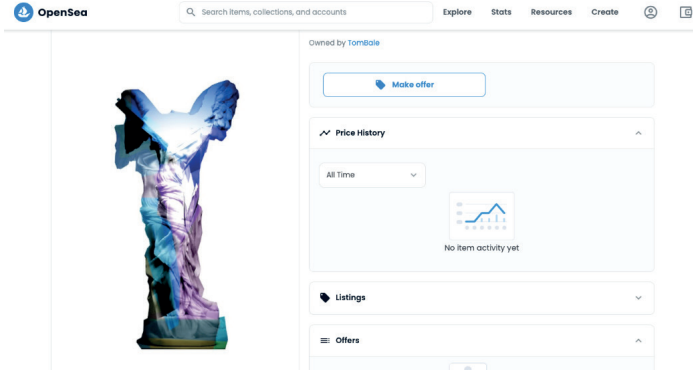 OpenSea
Search items, collections, and accounts
Explore
Stats
Resources
Create
Owned by TomBale
Make offer
Price History
All Time
No item activity yet
Listings
Offers